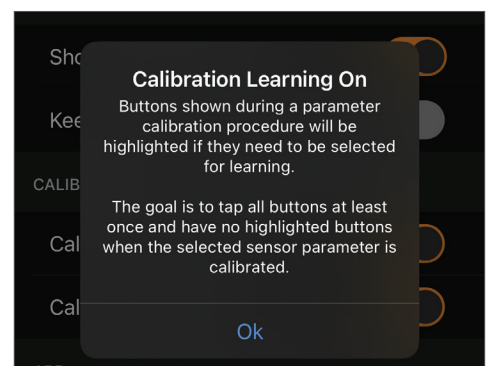 Sho
Calibration Learning On
Buttons shown during a parameter
Kee
calibration procedure will be
highlighted if they need to be selected
for learning.
CALIB
The goal is to tap all buttons at least
once and have no highlighted buttons
Cal
when the selected sensor parameter is
calibrated.
Cal
Ok